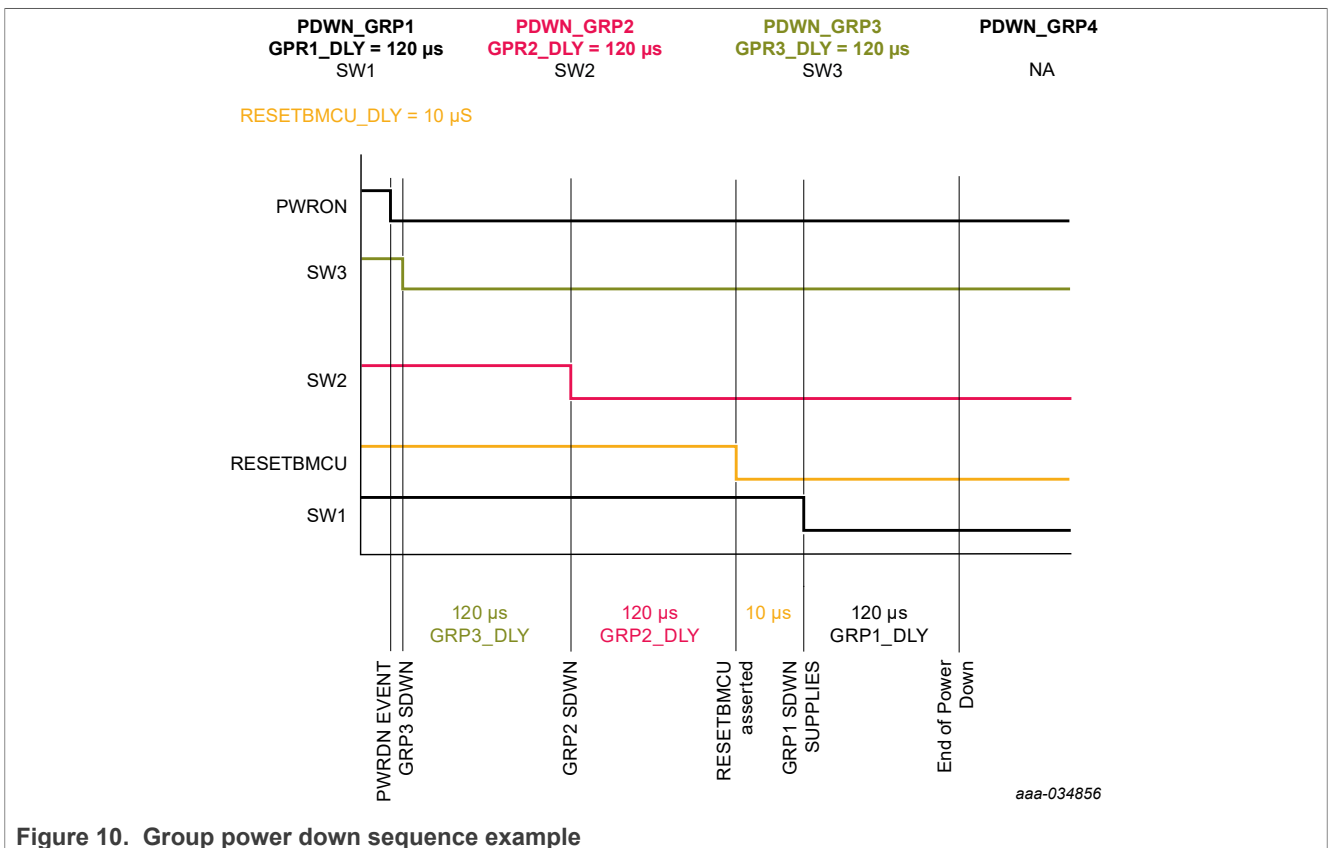 PDWN_GRP1
GPR1_DLY = 120 µs
SW1
PDWN_GRP2
GPR2_DLY = 120 µs
SW2
PDWN_GRP3
GPR3_DLY = 120 µs
SW3
PDWN_GRP4
NA
RESETBMCU_DLY = 10 µS
PWRON
SW3
SW2
RESETBMCU
SW1
120 µs
GRP3_DLY
120 µs
GRP2_DLY
10 µs
120 µs
GRP1_DLY
PWRDN EVENT
GRP3 SDWN
GRP2 SDWN
RESETBMCU
asserted
GRP1 SDWN
SUPPLIES
End of Power
Down
aaa-034856
Figure 10. Group power down sequence example